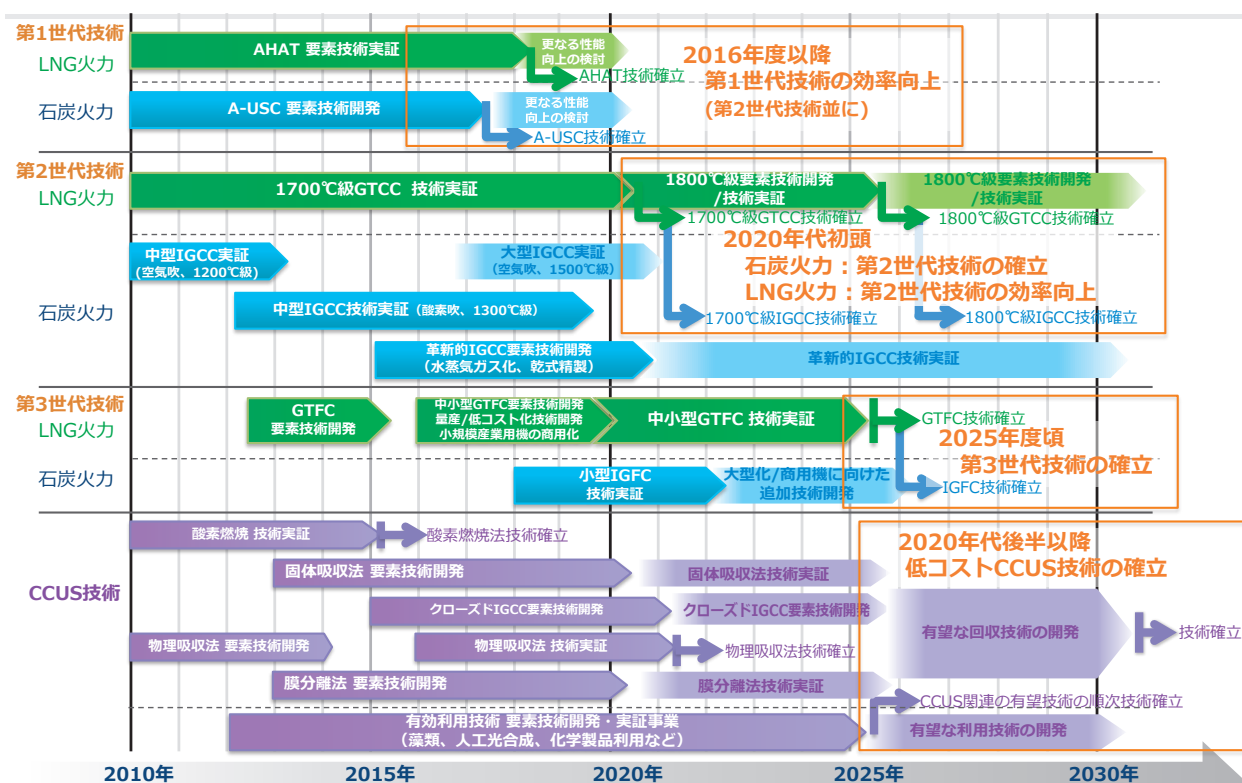 第1世代技術
LNG火力
AHAT 要素技術実証
更なる性能
向上の検討
AHAT技術確立
2016年度以降
第1世代技術の効率向上
(第2世代技術並に)
石炭火力
A-USC 要素技術開発
更なる性能
向上の検討
A-USC技術確立
第2世代技術
LNG火力
1700℃級GTCC 技術実証
1800℃級要素技術開発
/技術実証
1800℃級要素技術開発
/技術実証
1700℃級GTCC技術確立
1800℃級GTCC技術確立
2020年代初頭
石炭火力：第2世代技術の確立
LNG火力：第2世代技術の効率向上
石炭火力
中型IGCC実証
(空気吹、1200℃級)
大型IGCC実証
(空気吹、1500℃級)
中型IGCC技術実証（酸素吹、1300℃級）
1700℃級IGCC技術確立
1800℃級IGCC技術確立
革新的IGCC要素技術開発
（水蒸気ガス化、乾式精製）
革新的IGCC技術実証
第3世代技術
LNG火力
GTFC
要素技術開発
中小型GTFC要素技術開発
量産/低コスト化技術開発
小規模産業用機の商用化
中小型GTFC 技術実証
GTFC技術確立
2025年度頃
第3世代技術の確立
石炭火力
小型IGFC
技術実証
大型化/商用機に向けた
追加技術開発
IGFC技術確立
CCUS技術
酸素燃焼 技術実証
酸素燃焼法技術確立
2020年代後半以降
低コストCCUS技術の確立
固体吸収法 要素技術開発
固体吸収法技術実証
クローズドIGCC要素技術開発
クローズドIGCC要素技術開発
有望な回収技術の開発
技術確立
物理吸収法 要素技術開発
物理吸収法 技術実証
物理吸収法技術確立
膜分離法 要素技術開発
膜分離法技術実証
CCUS関連の有望技術の順次技術確立
有効利用技術 要素技術開発・実証事業
（藻類、人工光合成、化学製品利用など）
有望な利用技術の開発
2010年
2015年
2020年
2025年
2030年